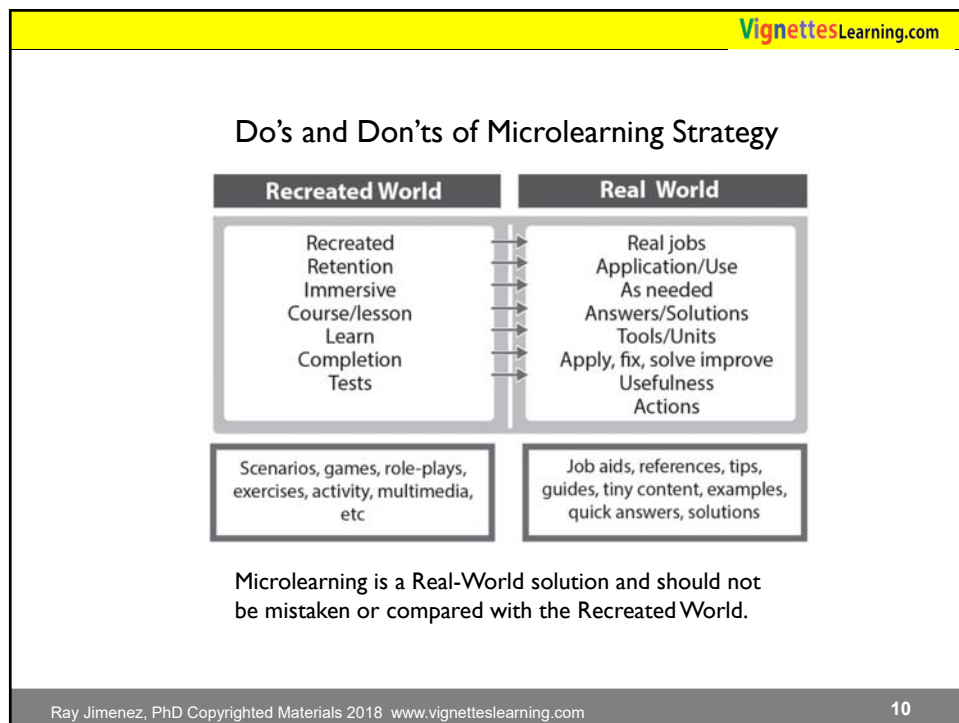 VignettesLearning.com
Do's and Don'ts of Microlearning Strategy
Recreated World
Recreated
Retention
Immersive
Course/lesson
Learn
Completion
Tests
Scenarios, games, role-plays,
exercises, activity, multimedia,
etc
Real World
Real jobs
Application/Use
As needed
Answers/Solutions
Tools/Units
Apply, fix, solve improve
Usefulness
Actions
Job aids, references, tips,
guides, tiny content, examples,
quick answers, solutions
Microlearning is a Real-World solution and should not
be mistaken or compared with the Recreated World.
Ray Jimenez, PhD Copyrighted Materials 2018 www.vignetteslearning.com
10